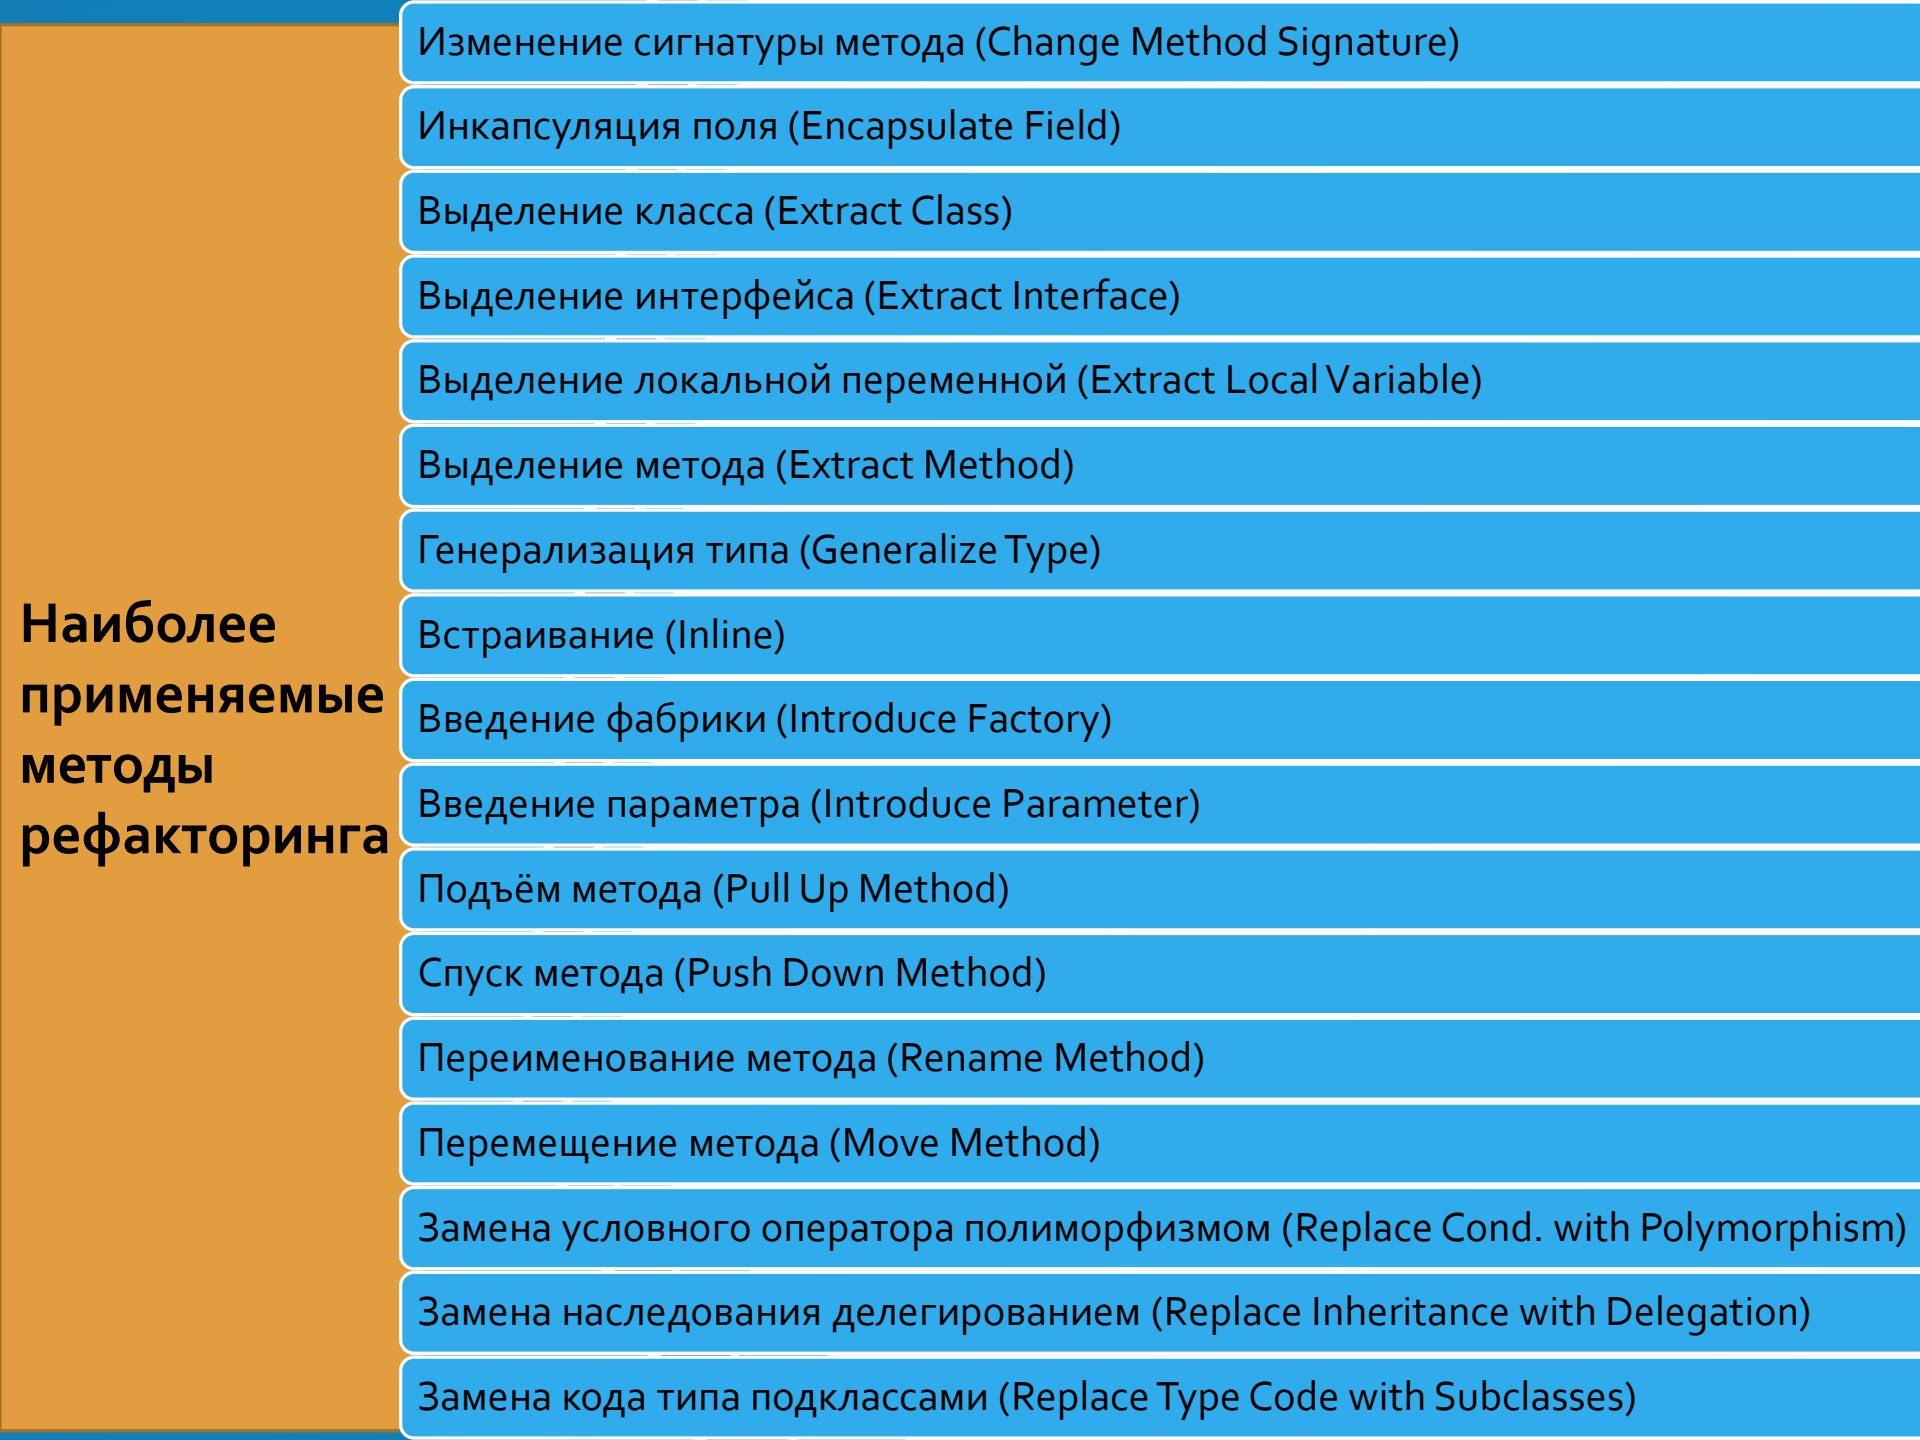 Наиболее
применяемые
методы
рефакторинга
Изменение сигнатуры метода (Change Method Signature)
Инкапсуляция поля (Encapsulate Field)
Выделение класса (Extract Class)
Выделение интерфейса (Extract Interface)
Выделение локальной переменной (Extract Local Variable)
Выделение метода (Extract Method)
Генерализация типа (Generalize Type)
Встраивание (Inline)
Введение фабрики (Introduce Factory)
Введение параметра (Introduce Parameter)
Подъём метода (Pull Up Method)
Спуск метода (Push Down Method)
Переименование метода (Rename Method)
Перемещение метода (Move Method)
Замена условного оператора полиморфизмом (Replace Cond. with Polymorphism)
Замена наследования делегированием (Replace Inheritance with Delegation)
Замена кода типа подклассами (Replace Type Code with Subclasses)